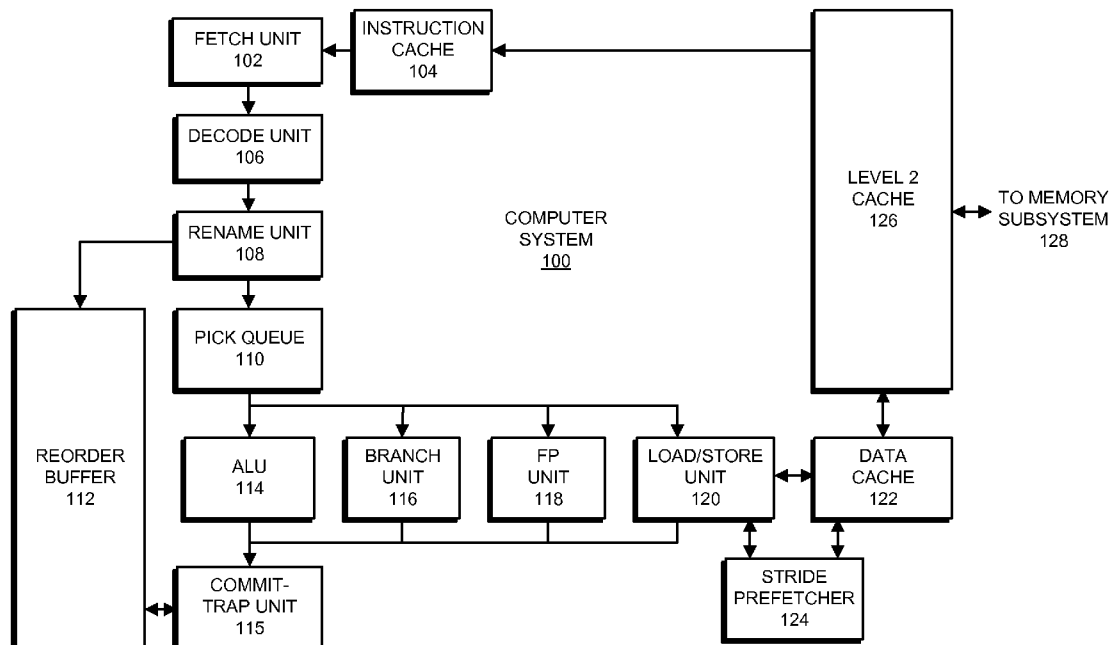 FETCH UNIT
102
INSTRUCTION
CACHE
104
DECODE UNIT
106
RENAME UNIT
108
PICK QUEUE
110
COMPUTER
SYSTEM
100
LEVEL 2
CACHE
126
TO MEMORY
SUBSYSTEM
128
REORDER
BUFFER
112
ALU
114
BRANCH
UNIT
116
FP
UNIT
118
LOAD/STORE
UNIT
120
DATA
CACHE
122
COMMIT-
TRAP UNIT
115
STRIDE
PREFETCHER
124